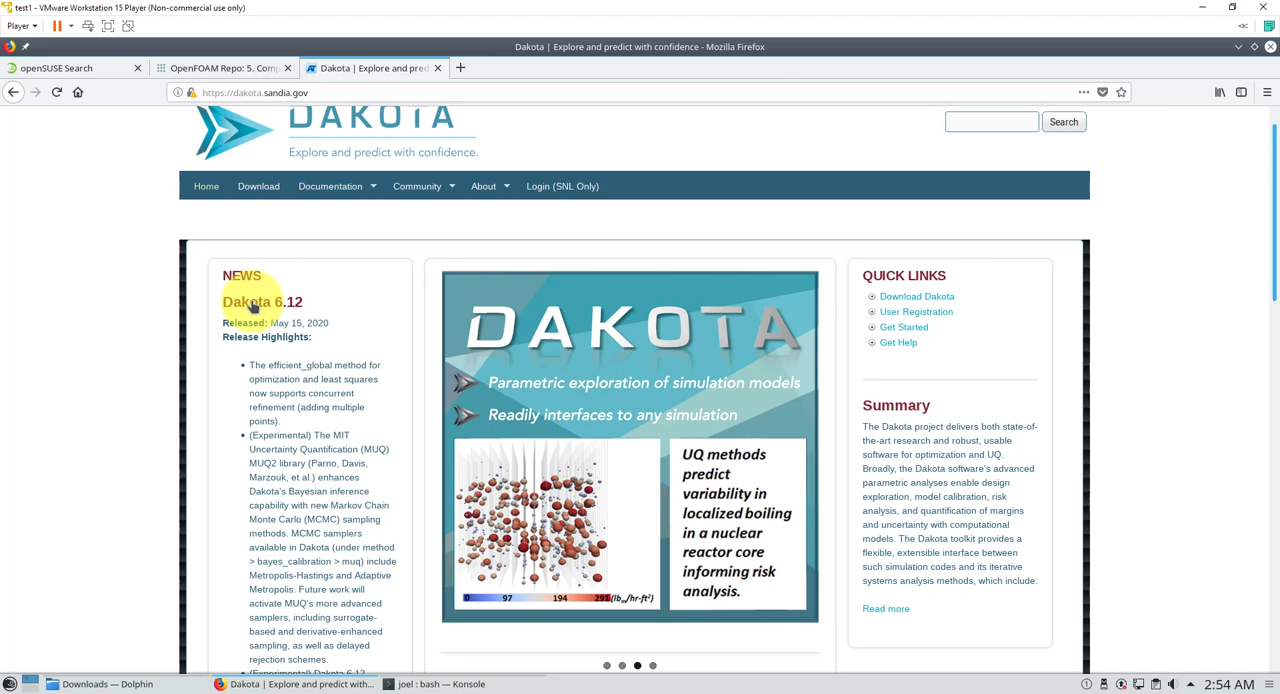 test1 - VMware Workstation 15 Player (Non-commercial use only)
Player
Dakota | Explore and predict with confidence - Mozilla Firefox
openSUSE Search
OpenFOAM Repo: 5. Comp
Dakota | Explore and pred
https://dakota.sandia.gov
DAKOTA
Explore and predict with confidence.
Search
Home
Download
Documentation
Community
About
Login (SNL Only)
NEWS
Dakota 6.12
Released: May 15, 2020
Release Highlights:
The efficient_global method for
optimization and least squares
now supports concurrent
refinement (adding multiple
points).
(Experimental) The MIT
Uncertainty Quantification (MUQ)
MUQ2 library (Parno, Davis,
Marzouk, et al.) enhances
Dakota's Bayesian inference
capability with new Markov Chain
Monte Carlo (MCMC) sampling
methods. MCMC samplers
available in Dakota (under method
> bayes_calibration > muq) include
Metropolis-Hastings and Adaptive
Metropolis. Future work will
activate MUQ's more advanced
samplers, including surrogate-
based and derivative-enhanced
sampling, as well as delayed
rejection schemes.
(Experimental) Dakota 6.12
DAKOTA
Parametric exploration of simulation models
Readily interfaces to any simulation
UQ methods
predict
variability in
localized boiling
in a nuclear
reactor core
informing risk
analysis.
0 97 194 291 (lbm/hr-ft²)
QUICK LINKS
Download Dakota
User Registration
Get Started
Get Help
Summary
The Dakota project delivers both state-of-
the-art research and robust, usable
software for optimization and UQ.
Broadly, the Dakota software's advanced
parametric analyses enable design
exploration, model calibration, risk
analysis, and quantification of margins
and uncertainty with computational
models. The Dakota toolkit provides a
flexible, extensible interface between
such simulation codes and its iterative
systems analysis methods, which include:
Read more
Downloads — Dolphin
Dakota | Explore and predict with...
joel : bash — Konsole
2:54 AM